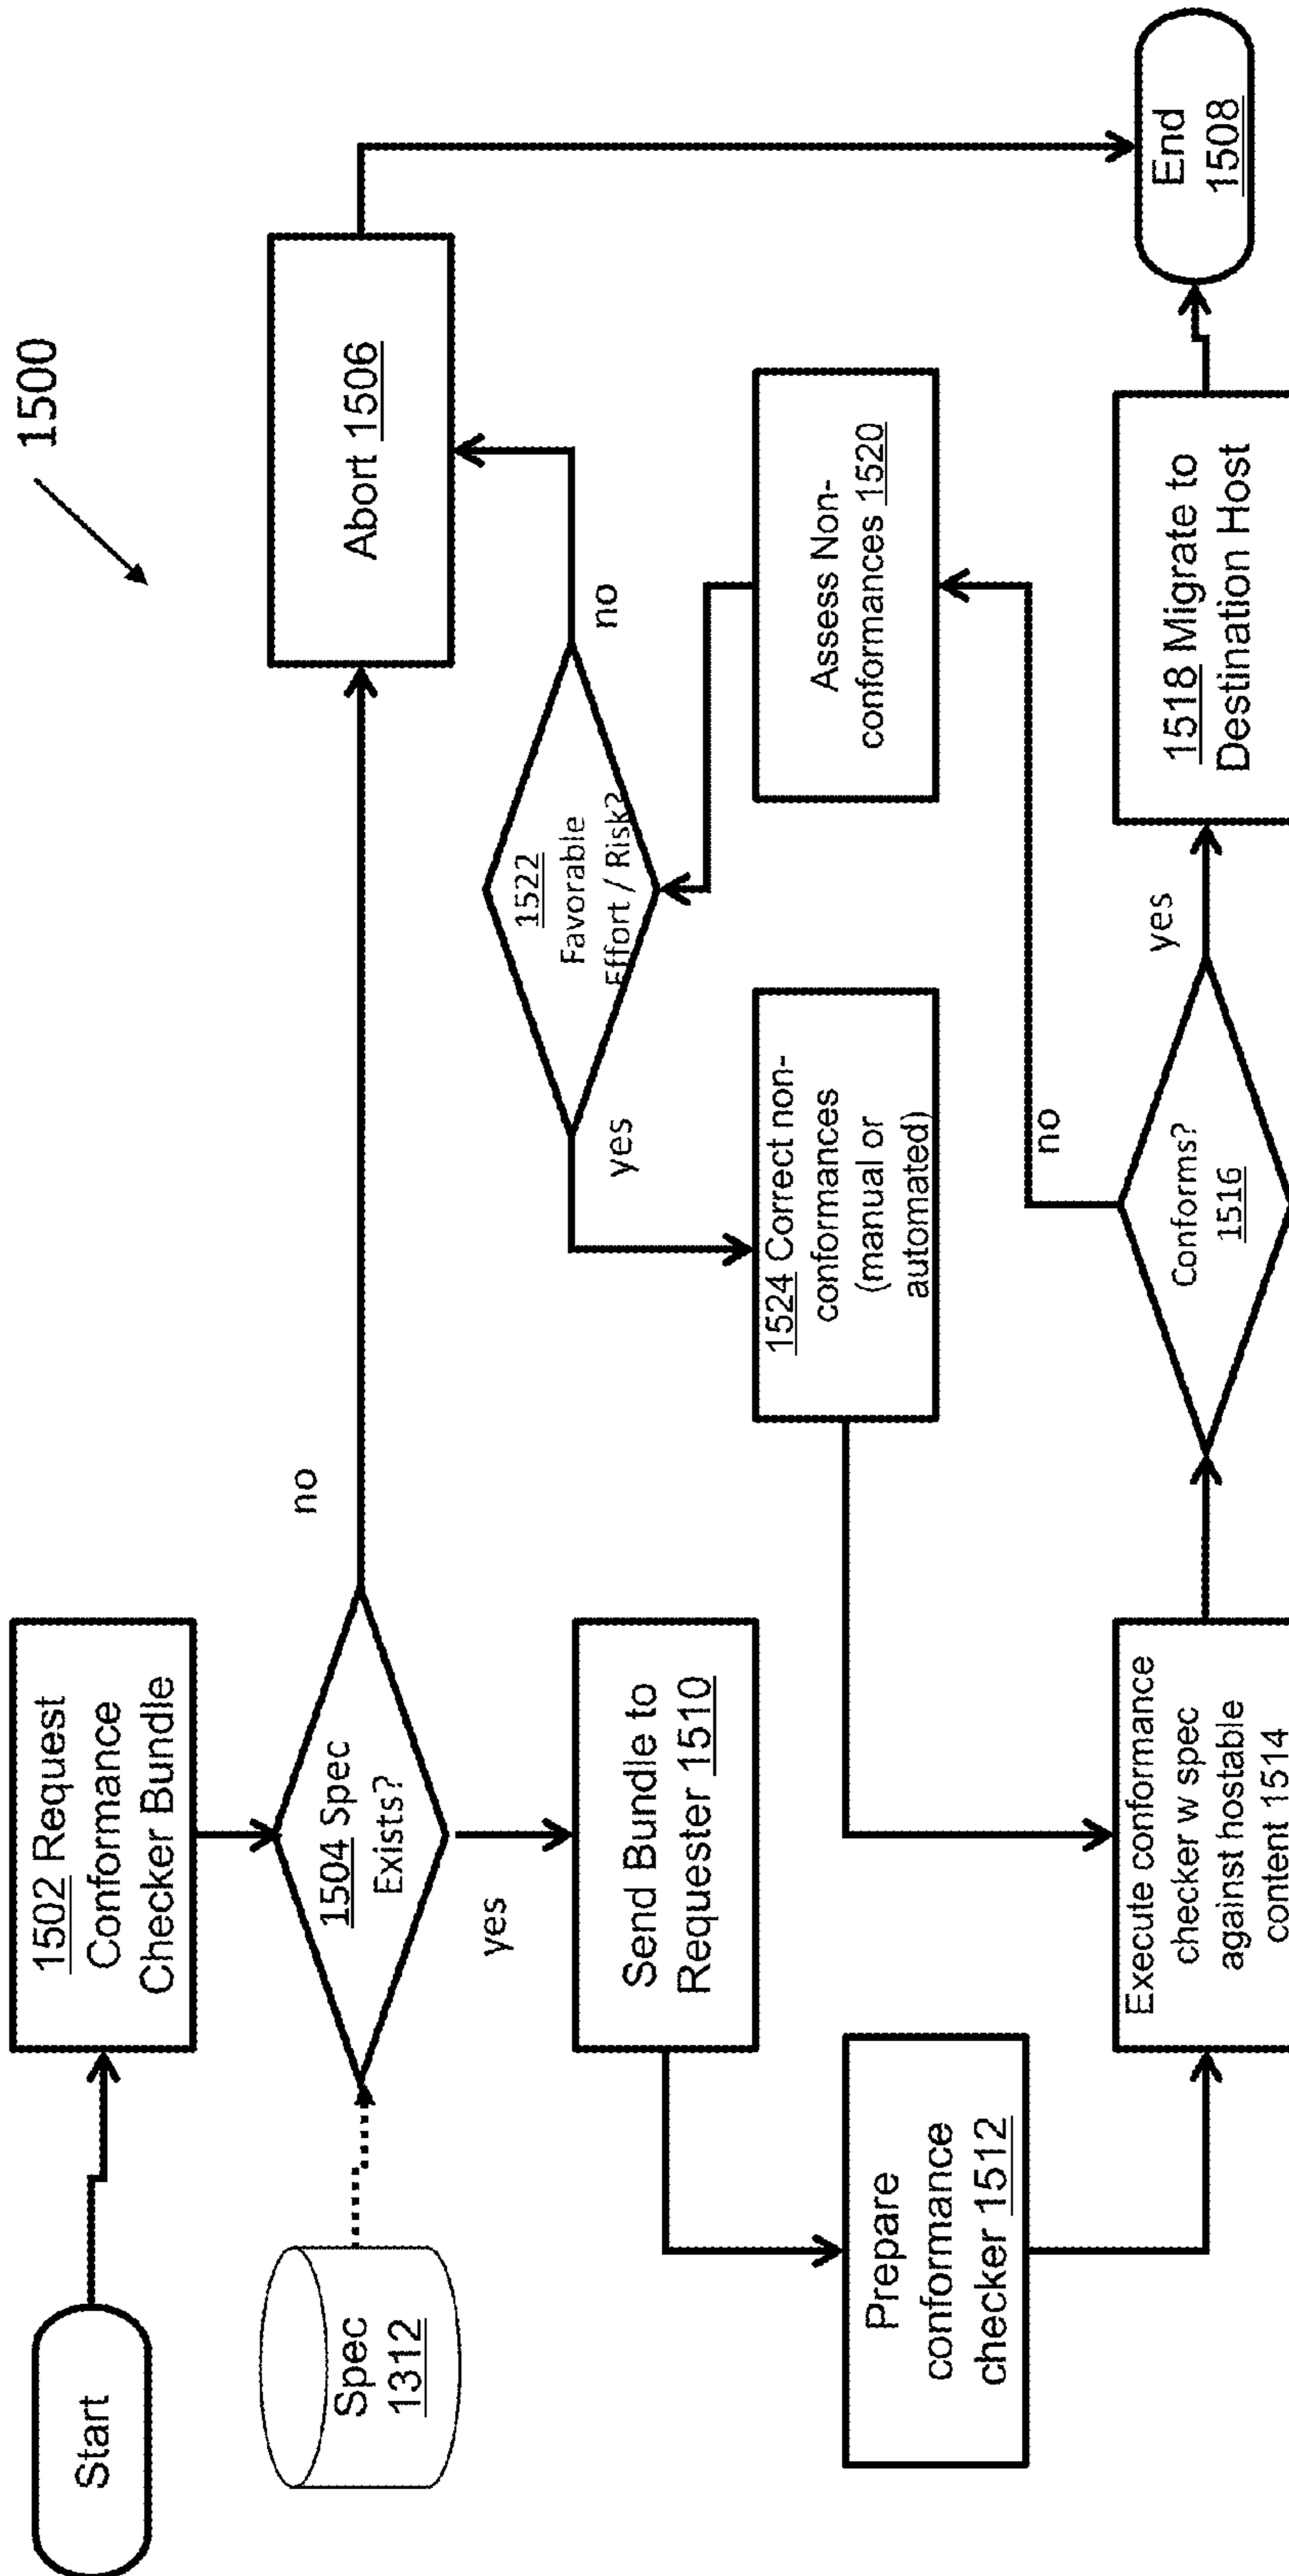 1500
Start
1502 Request
Conformance
Checker Bundle
Spec
1312
1504 Spec
Exists?
no
yes
Abort 1506
Send Bundle to
Requester 1510
Prepare
conformance
checker 1512
1522
Favorable
Effort / Risk?
yes
no
1524 Correct non-
conformances
(manual or
automated)
Assess Non-
conformances 1520
Execute conformance
checker w spec
against hostable
content 1514
Conforms?
1516
no
yes
1518 Migrate to
Destination Host
End
1508